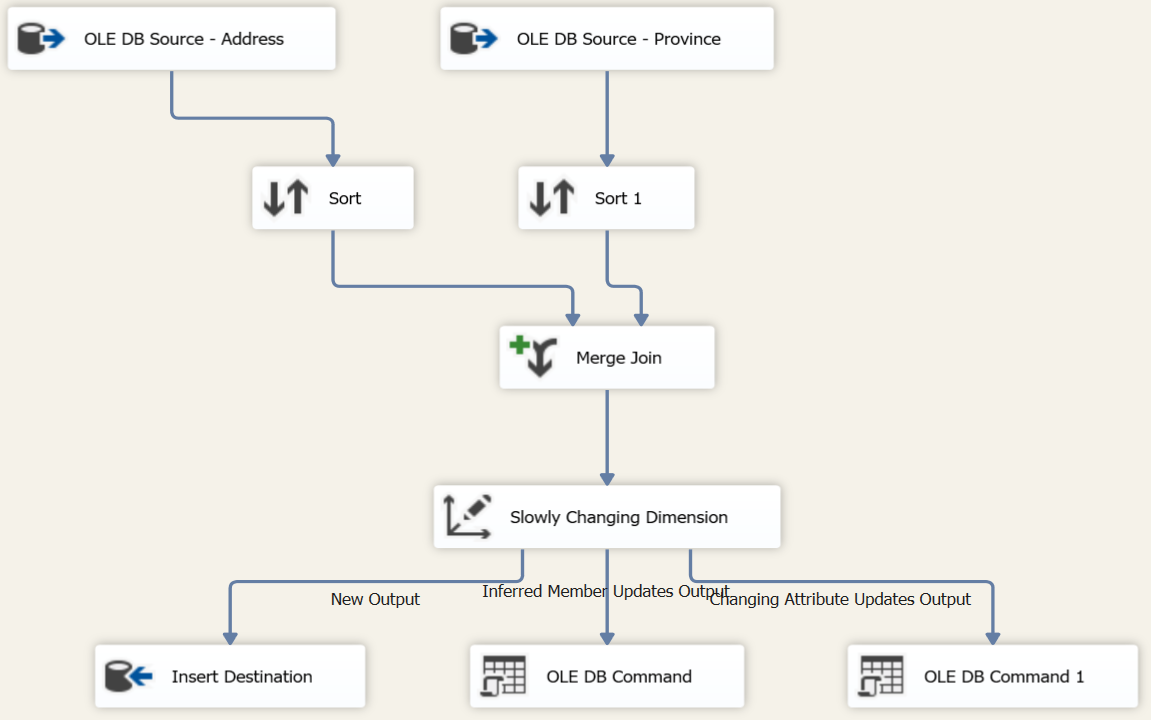 OLE DB Source - Address
OLE DB Source - Province
Sort
Sort 1
Merge Join
Slowly Changing Dimension
New Output
Inferred Member Updates Output
Changing Attribute Updates Output
Insert Destination
OLE DB Command
OLE DB Command 1